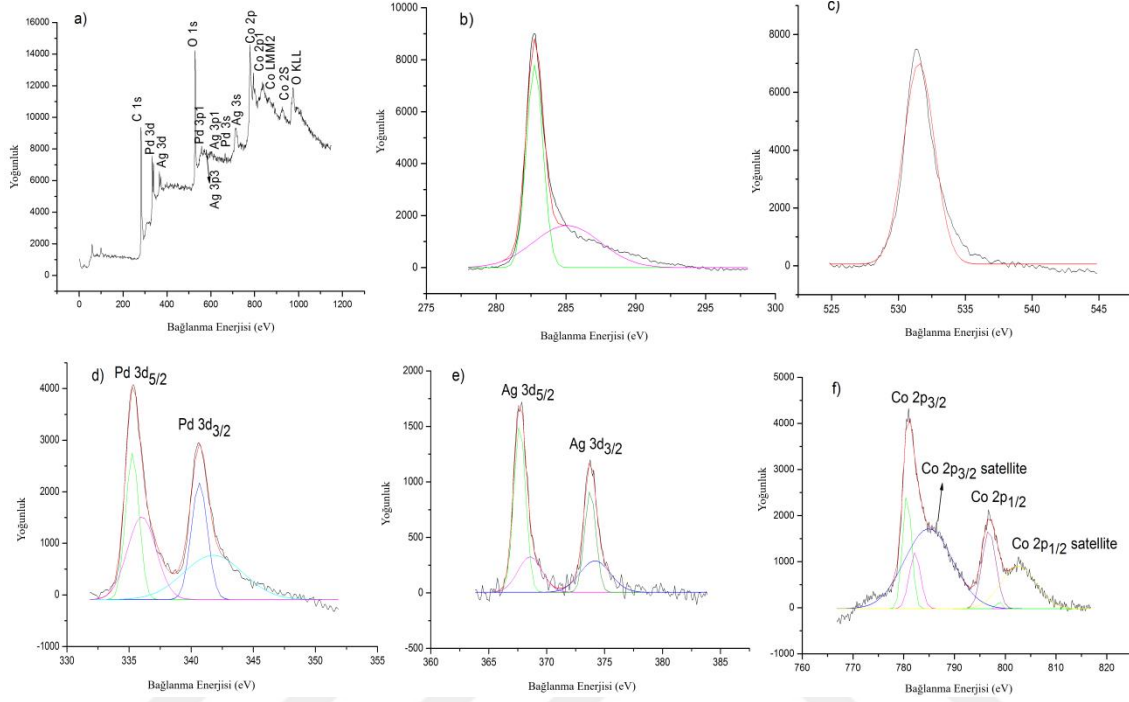 a)
16000
14000
12000
10000
8000
6000
4000
2000
0
0 200 400 600 800 1000 1200
Yoğunluk
Bağlanma Enerjisi (eV)
C 1s
Pd 3d
Ag 3d
O 1s
Pd 3p1
Ag 3p3
Ag 3p1
Pd 3s
Ag 3s
Co 2p
Co 2p1
Co LMM2
Co 2S
O KLL
b)
10000
8000
6000
4000
2000
0
275 280 285 290 295 300
Yoğunluk
Bağlanma Enerjisi (eV)
c)
8000
6000
4000
2000
0
525 530 535 540 545
Yoğunluk
Bağlanma Enerjisi (eV)
d)
Pd 3d5/2
Pd 3d3/2
4000
3000
2000
1000
0
-1000
330 335 340 345 350 355
Yoğunluk
Bağlanma Enerjisi (eV)
e)
Ag 3d5/2
Ag 3d3/2
2000
1500
1000
500
0
-500
360 365 370 375 380 385
Yoğunluk
Bağlanma Enerjisi (eV)
f)
Co 2p3/2
Co 2p3/2 satellite
Co 2p1/2
Co 2p1/2 satellite
5000
4000
3000
2000
1000
0
-1000
760 770 780 790 800 810 820
Yoğunluk
Bağlanma Enerjisi (eV)